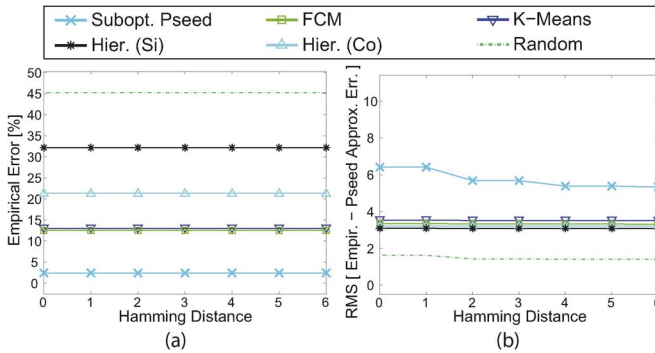 Subopt. Pseed FCM K−Means
Hier. (Si) Hier. (Co) Random
Empirical Error [%]
50
45
40
35
30
25
20
15
10
5
0
0 1 2 3 4 5 6
Hamming Distance
(a)
RMS [ Empir. − Pseed Approx. Err. ]
10
8
6
4
2
0
0 1 2 3 4 5 6
Hamming Distance
(b)